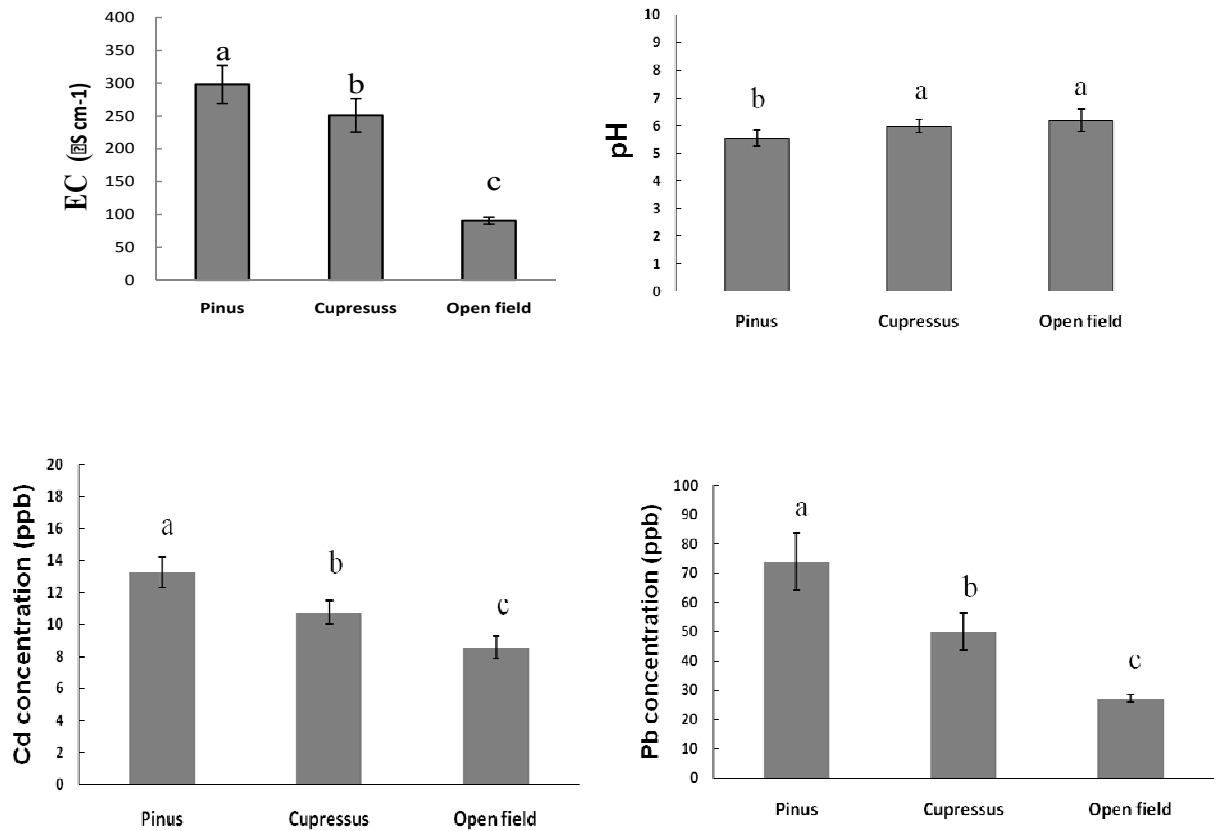 EC (⍰S cm-1)
400
350
300
250
200
150
100
50
0
a
b
c
Pinus Cupresuss Open field
pH
10
9
8
7
6
5
4
3
2
1
0
b
a
a
Pinus Cupressus Open field
Cd concentration (ppb)
20
18
16
14
12
10
8
6
4
2
0
a
b
c
Pinus Cupressus Open field
Pb concentration (ppb)
100
90
80
70
60
50
40
30
20
10
0
a
b
c
Pinus Cupressus Open field